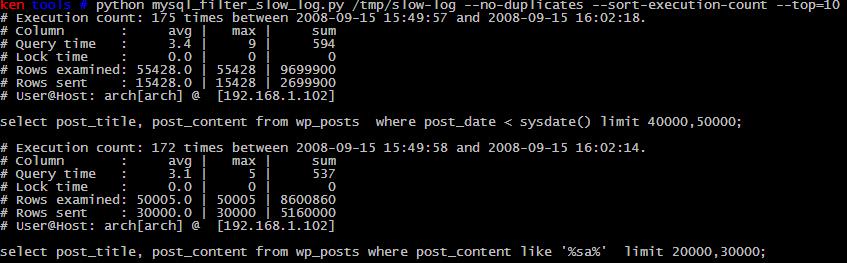 ken tools # python mysql_filter_slow_log.py /tmp/slow-log --no-duplicates --sort-execution-count --top=10
# Execution count: 175 times between 2008-09-15 15:49:57 and 2008-09-15 16:02:18.
# Column       :     avg |   max |     sum
# Query time   :     3.4 |     9 |     594
# Lock time    :     0.0 |     0 |       0
# Rows examined: 55428.0 | 55428 | 9699900
# Rows sent    : 15428.0 | 15428 | 2699900
# User@Host: arch[arch] @  [192.168.1.102]
select post_title, post_content from wp_posts  where post_date < sysdate() limit 40000,50000;
# Execution count: 172 times between 2008-09-15 15:49:58 and 2008-09-15 16:02:14.
# Column       :     avg |   max |     sum
# Query time   :     3.1 |     5 |     537
# Lock time    :     0.0 |     0 |       0
# Rows examined: 50005.0 | 50005 | 8600860
# Rows sent    : 30000.0 | 30000 | 5160000
# User@Host: arch[arch] @  [192.168.1.102]
select post_title, post_content from wp_posts where post_content like '%sa%'  limit 20000,30000;